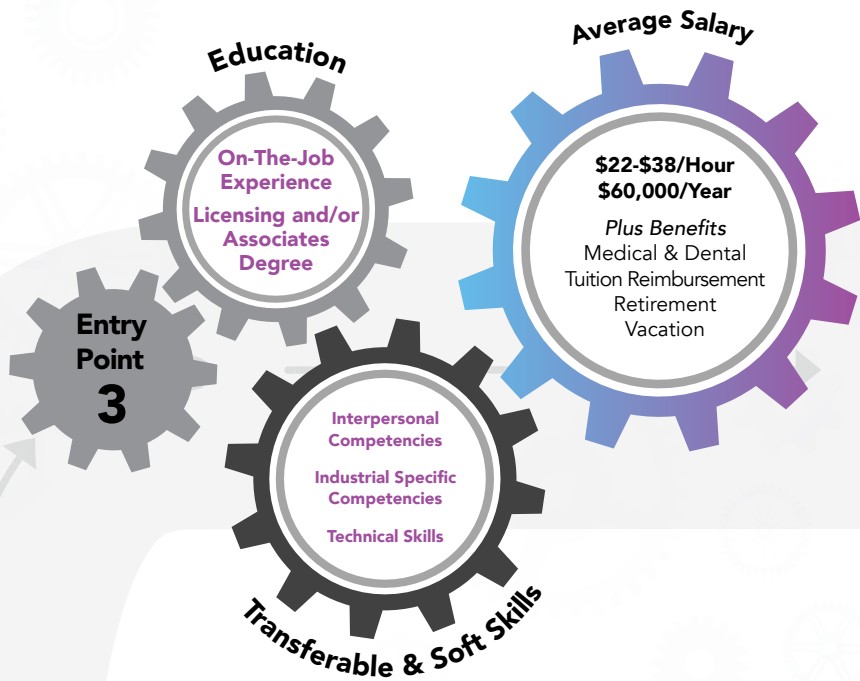 Education
On-The-Job
Experience
Licensing and/or
Associates
Degree
Average Salary
$22-$38/Hour
$60,000/Year
Plus Benefits
Medical & Dental
Tuition Reimbursement
Retirement
Vacation
Entry
Point
3
Interpersonal
Competencies
Industrial Specific
Competencies
Technical Skills
Transferable & Soft Skills